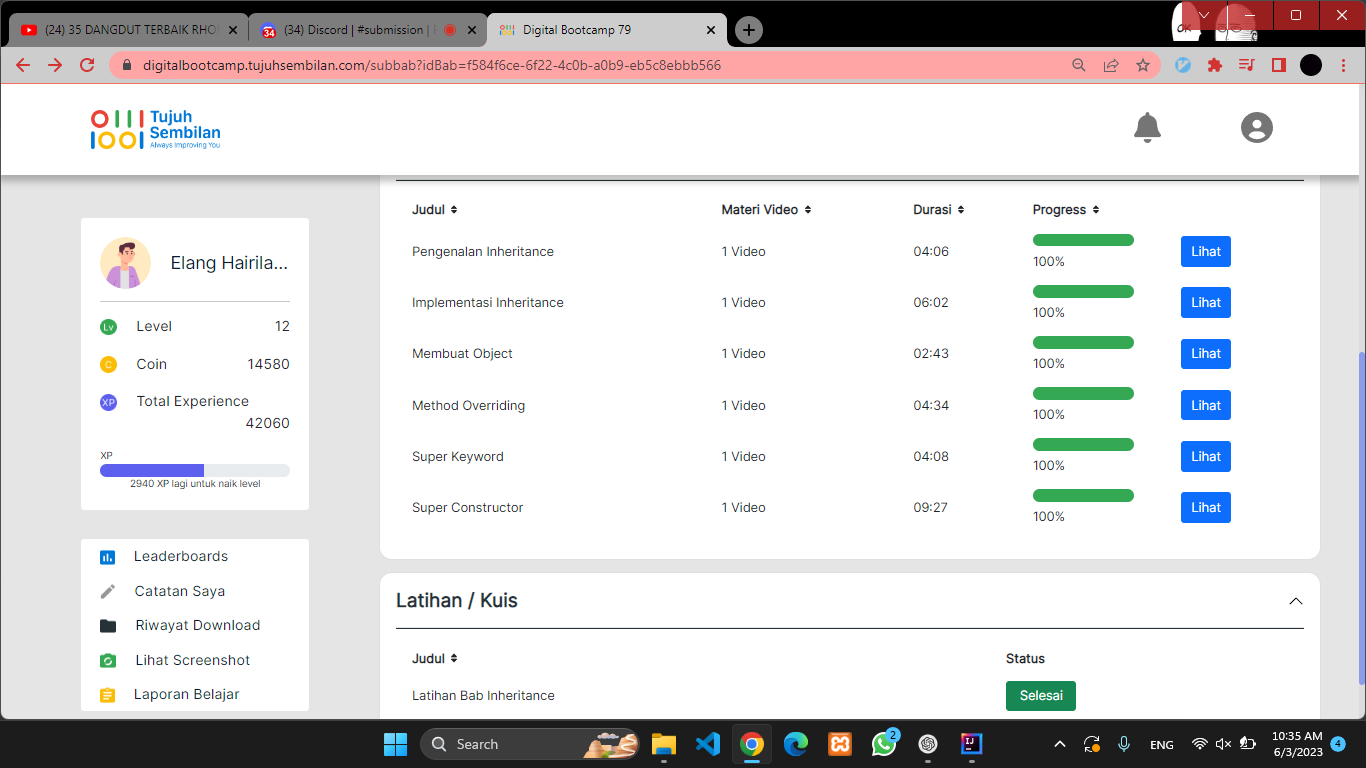 (24) 35 DANGDUT TERBAIK RHO
(34) Discord | #submission |
Digital Bootcamp 79
digitalbootcamp.tujuhsembilan.com/subbab?idBab=f584f6ce-6f22-4c0b-a0b9-eb5c8ebbb566
Tujuh
Sembilan
Always Improving You
Elang Hairila...
Lv Level 12
C Coin 14580
XP Total Experience
42060
XP
2940 XP lagi untuk naik level
Leaderboards
Catatan Saya
Riwayat Download
Lihat Screenshot
Laporan Belajar
Judul Materi Video Durasi Progress
Pengenalan Inheritance 1 Video 04:06 100% Lihat
Implementasi Inheritance 1 Video 06:02 100% Lihat
Membuat Object 1 Video 02:43 100% Lihat
Method Overriding 1 Video 04:34 100% Lihat
Super Keyword 1 Video 04:08 100% Lihat
Super Constructor 1 Video 09:27 100% Lihat
Latihan / Kuis
Judul Status
Latihan Bab Inheritance Selesai
Search
2
IJ
ENG
10:35 AM
6/3/2023
4